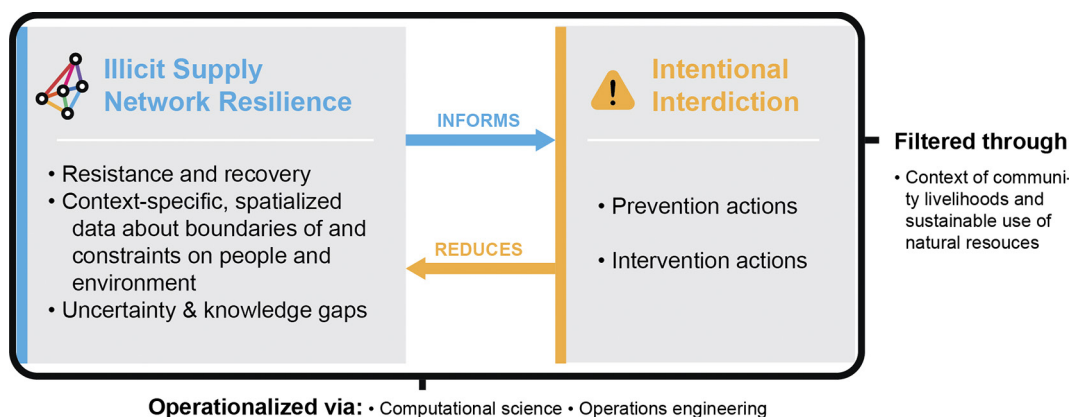 Illicit Supply
Network Resilience
• Resistance and recovery
• Context-specific, spatialized
data about boundaries of and
constraints on people and
environment
• Uncertainty & knowledge gaps
INFORMS
REDUCES
Intentional
Interdiction
• Prevention actions
• Intervention actions
Filtered through
• Context of communi-
ty livelihoods and
sustainable use of
natural resouces
Operationalized via: • Computational science • Operations engineering